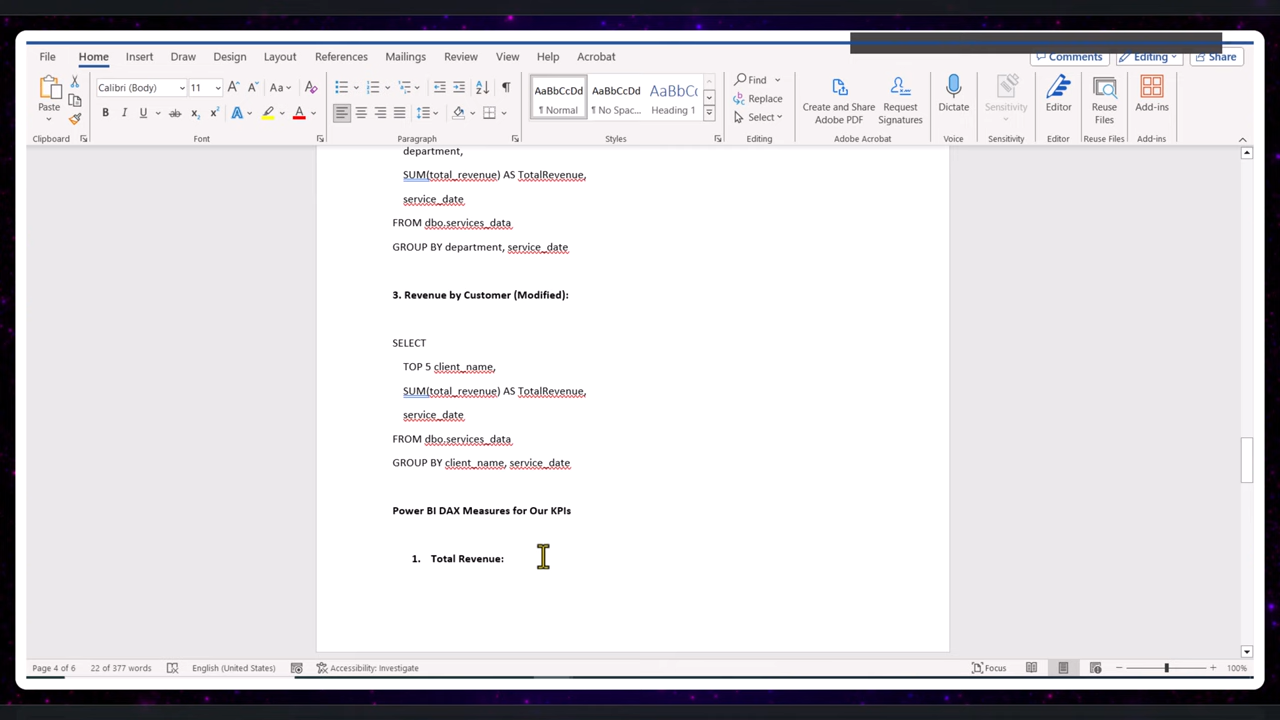 File Home Insert Draw Design Layout References Mailings Review View Help Acrobat Comments Editing Share
Paste
Clipboard
Calibri (Body) 11
Font
Paragraph
AaBbCcDd AaBbCcDd AaBbCc
¶ Normal ¶ No Spac... Heading 1
Styles
Find
Replace
Select
Editing
Create and Share Adobe PDF
Request Signatures
Adobe Acrobat
Dictate
Voice
Sensitivity
Sensitivity
Editor
Editor
Reuse Files
Reuse Files
Add-ins
Add-ins
department,
SUM(total_revenue) AS TotalRevenue,
service_date
FROM dbo.services_data
GROUP BY department, service_date
3. Revenue by Customer (Modified):
SELECT
TOP 5 client_name,
SUM(total_revenue) AS TotalRevenue,
service_date
FROM dbo.services_data
GROUP BY client_name, service_date
Power BI DAX Measures for Our KPIs
1. Total Revenue:
Page 4 of 6 22 of 377 words English (United States) Accessibility: Investigate Focus 100%